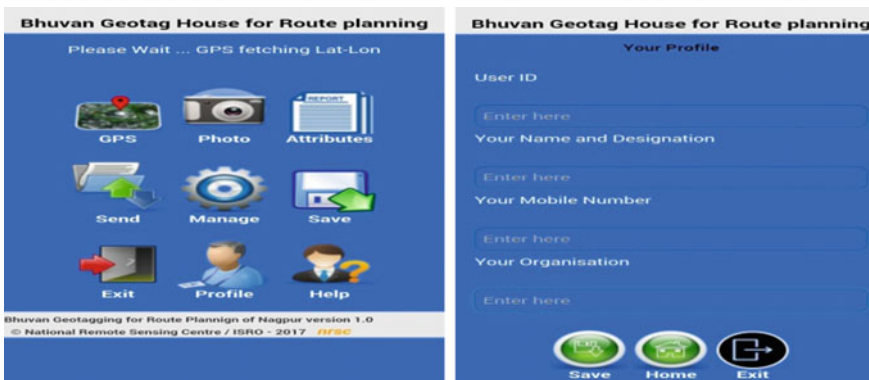 Bhuvan Geotag House for Route planning
Please Wait ... GPS fetching Lat-Lon
GPS
Photo
REPORT
Attributes
Send
Manage
Save
Exit
Profile
Help
Bhuvan Geotagging for Route Plannign of Nagpur version 1.0
© National Remote Sensing Centre / ISRO - 2017 nrsc
Bhuvan Geotag House for Route planning
Your Profile
User ID
Enter here
Your Name and Designation
Enter here
Your Mobile Number
Enter here
Your Organisation
Enter here
Save
Home
Exit